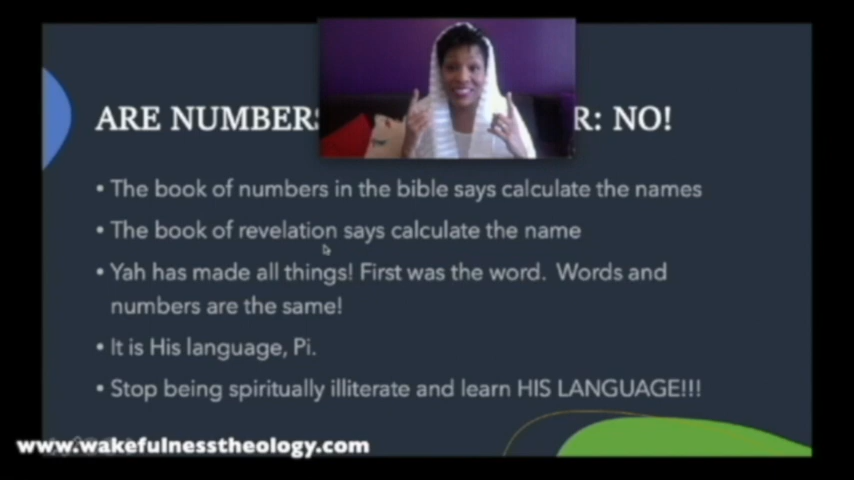 ARE NUMBERS R: NO!
• The book of numbers in the bible says calculate the names
• The book of revelation says calculate the name
• Yah has made all things! First was the word. Words and
numbers are the same!
• It is His language, Pi.
• Stop being spiritually illiterate and learn HIS LANGUAGE!!!
www.wakefulnesstheology.com